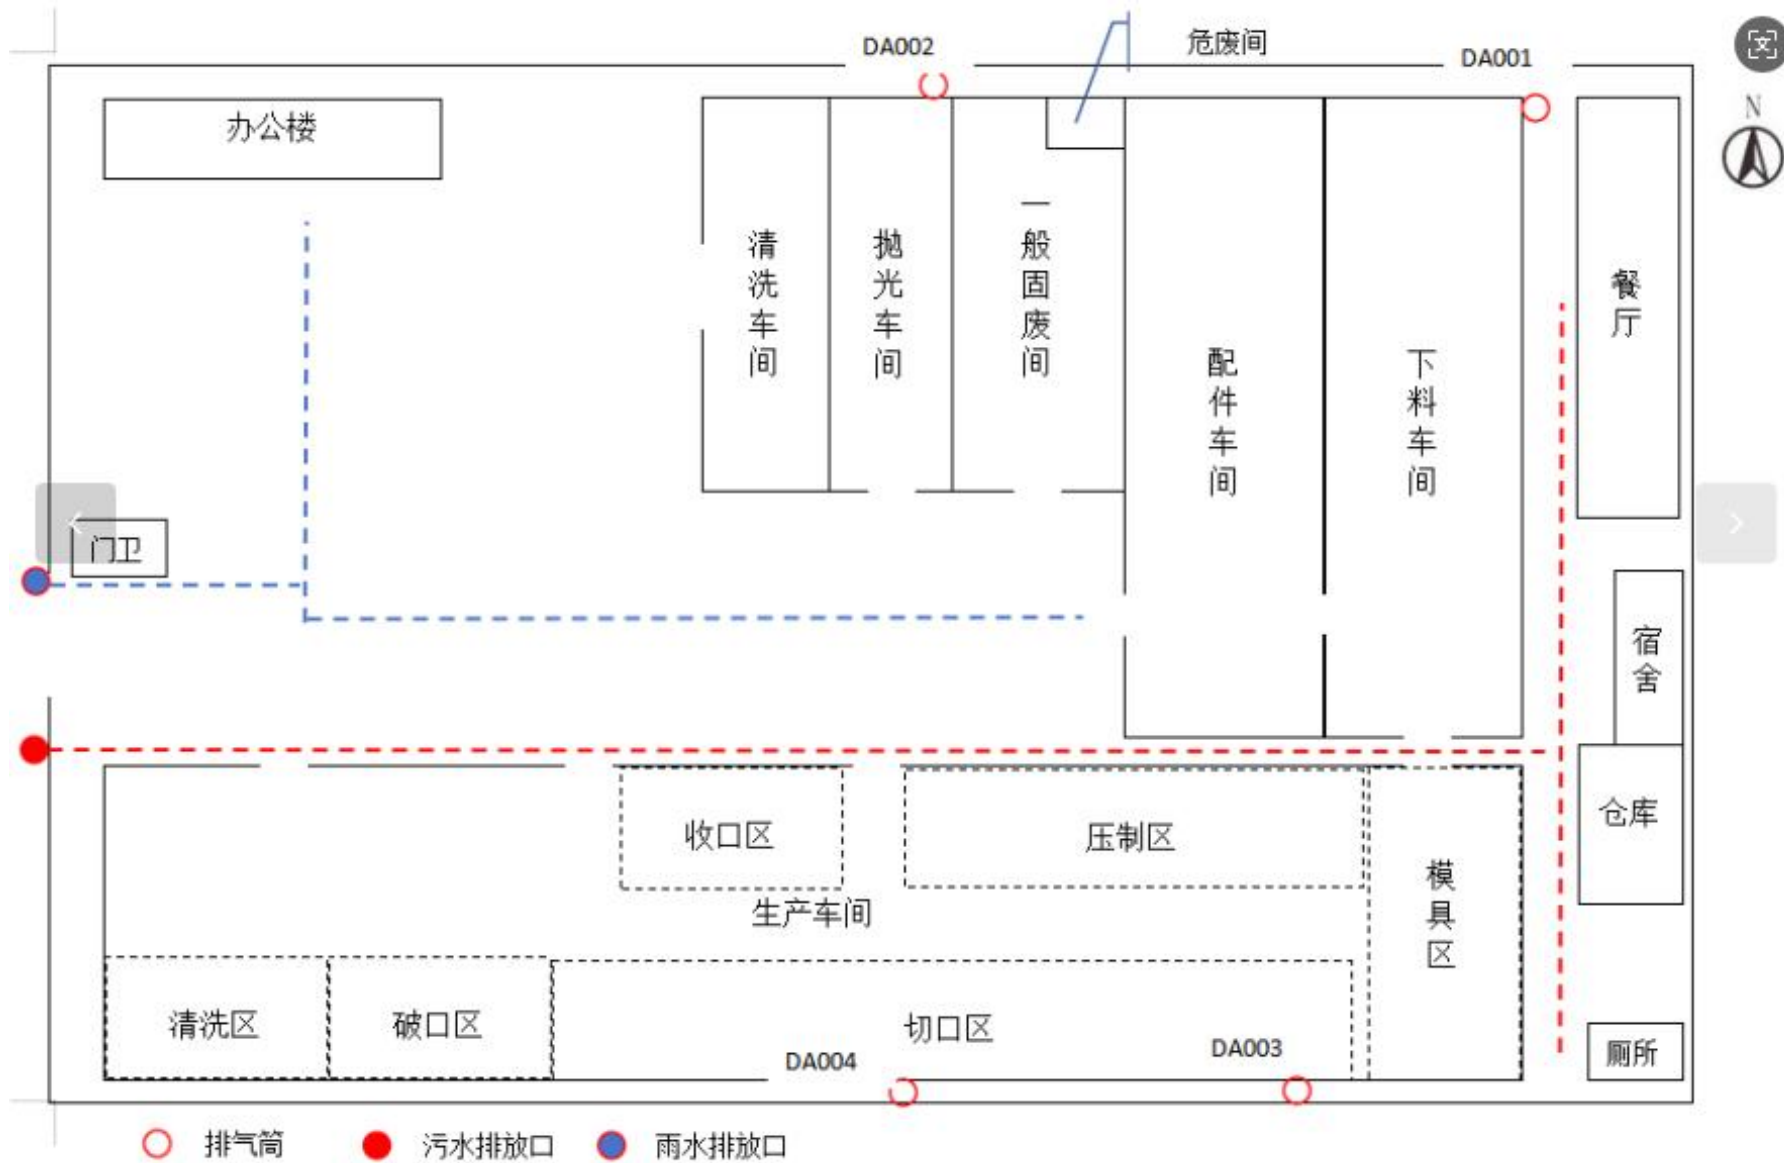 DA002
危废间
DA001
文
N
办公楼
清洗车间
抛光车间
一般固废间
配件车间
下料车间
餐厅
门卫
宿舍
仓库
收口区
压制区
模具区
生产车间
清洗区
破口区
切口区
DA004
DA003
厕所
排气筒
污水排放口
雨水排放口